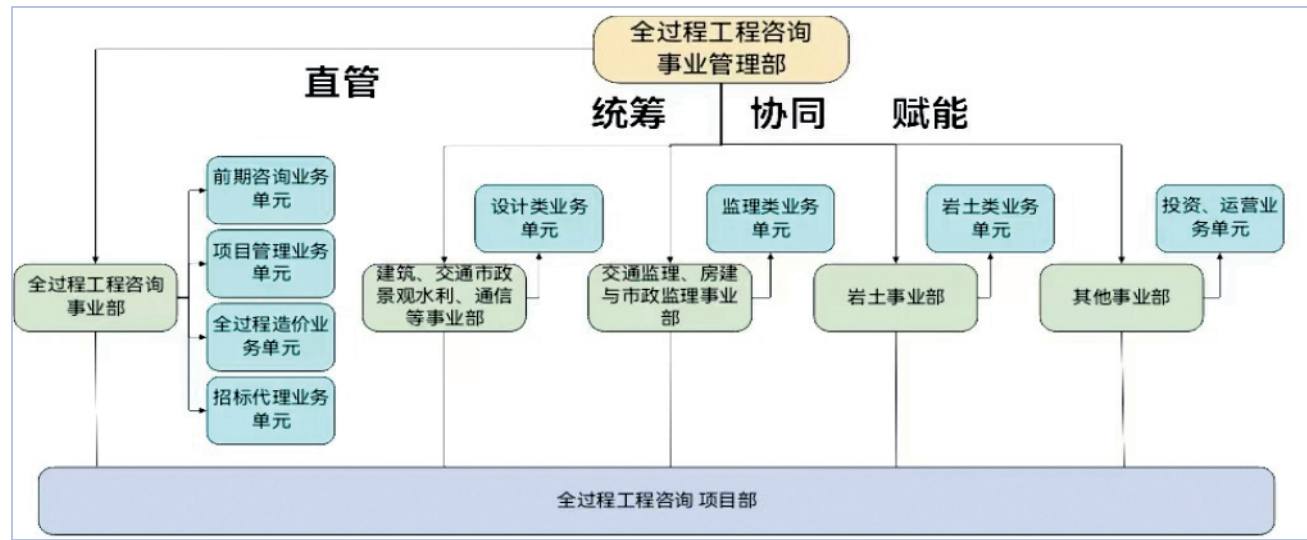 全过程工程咨询
事业管理部
直管
统筹
协同
赋能
前期咨询业务
单元
设计类业务
单元
监理类业务
单元
岩土类业务
单元
投资、运营业
务单元
项目管理业务
单元
全过程工程咨询
事业部
建筑、交通市政
景观水利、通信
等事业部
交通监理、房建
与市政监理事业
部
岩土事业部
其他事业部
全过程造价业
务单元
招标代理业务
单元
全过程工程咨询 项目部